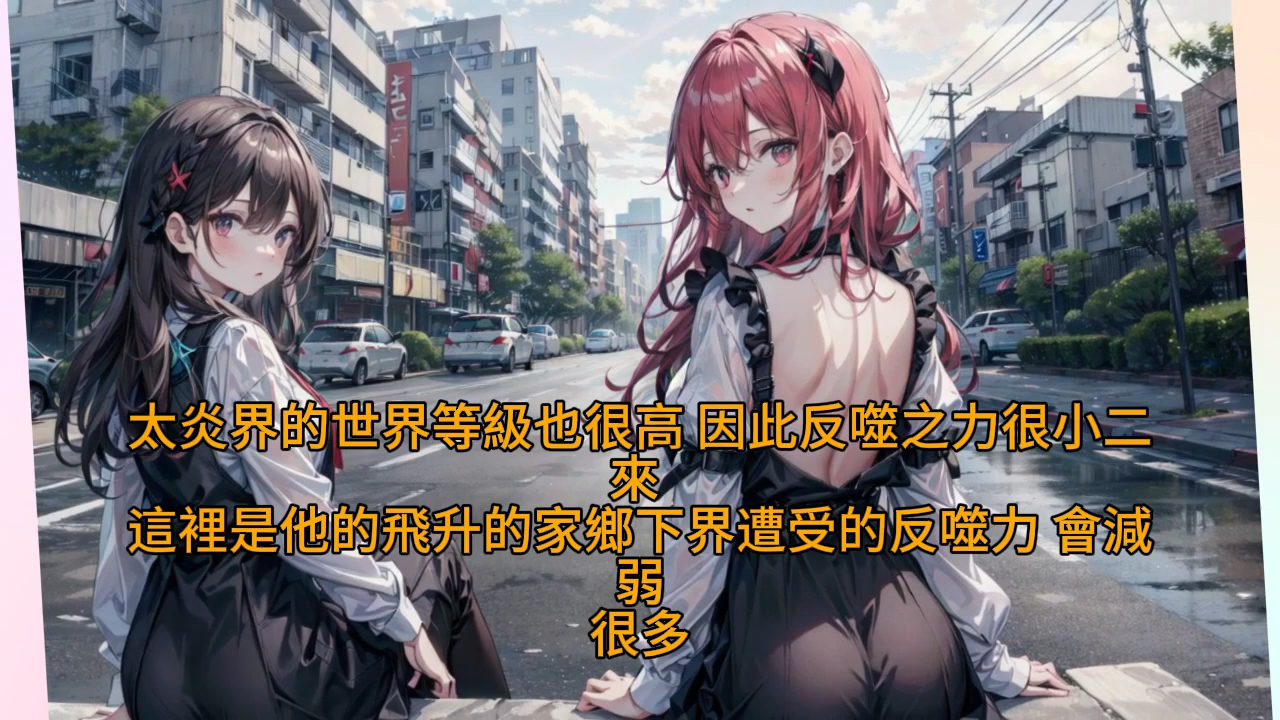 太炎界的世界等級也很高 因此反噬之力很小二
來
這裡是他的飛升的家鄉下界遭受的反噬力 會減
弱
很多